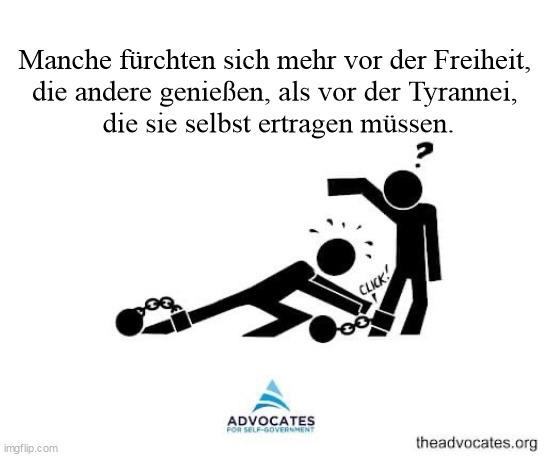 Manche fürchten sich mehr vor der Freiheit,
die andere genießen, als vor der Tyrannei,
die sie selbst ertragen müssen.
?
CLICK!
ADVOCATES
FOR SELF-GOVERNMENT
theadvocates.org
imgflip.com